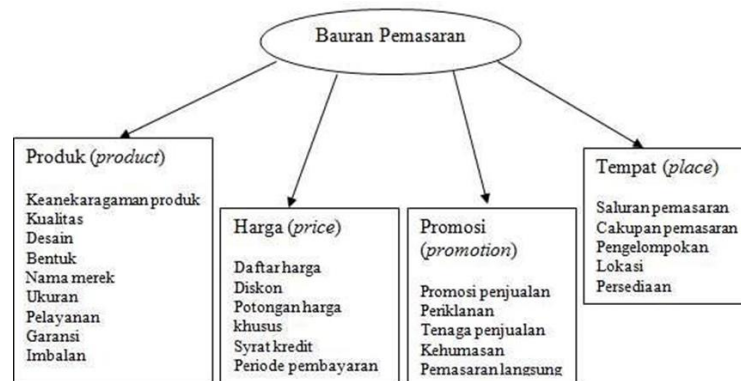 Bauran Pemasaran
Produk (product)
Keanekaragaman produk
Kualitas
Desain
Bentuk
Nama merek
Ukuran
Pelayanan
Garansi
Imbalan
Harga (price)
Daftar harga
Diskon
Potongan harga
khusus
Syrat kredit
Periode pembayaran
Promosi
(promotion)
Promosi penjualan
Periklanan
Tenaga penjualan
Kehumasan
Pemasaran langsung
Tempat (place)
Saluran pemasaran
Cakupan pemasaran
Pengelompokan
Lokasi
Persediaan